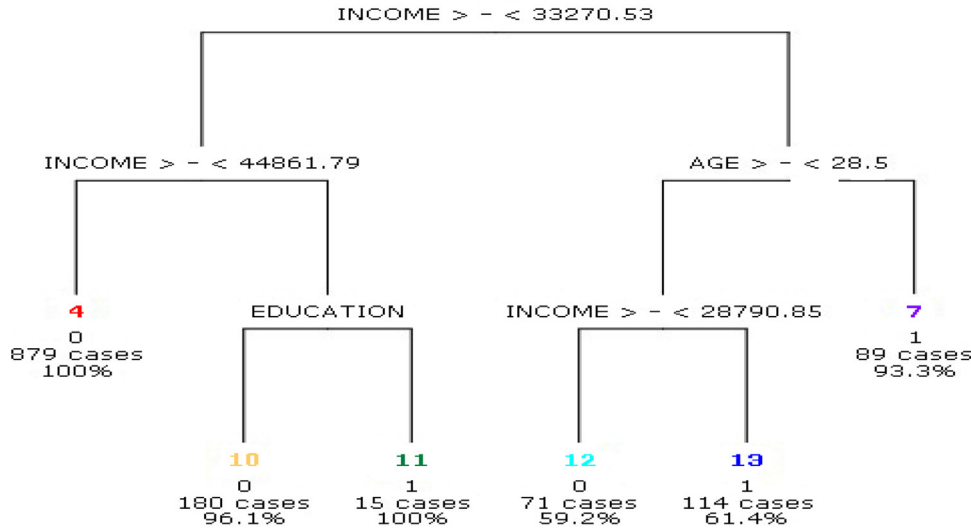 INCOME > - < 33270.53
INCOME > - < 44861.79
AGE > - < 28.5
4
0
879 cases
100%
EDUCATION
INCOME > - < 28790.85
7
1
89 cases
93.3%
10
0
180 cases
96.1%
11
1
15 cases
100%
12
0
71 cases
59.2%
13
1
114 cases
61.4%